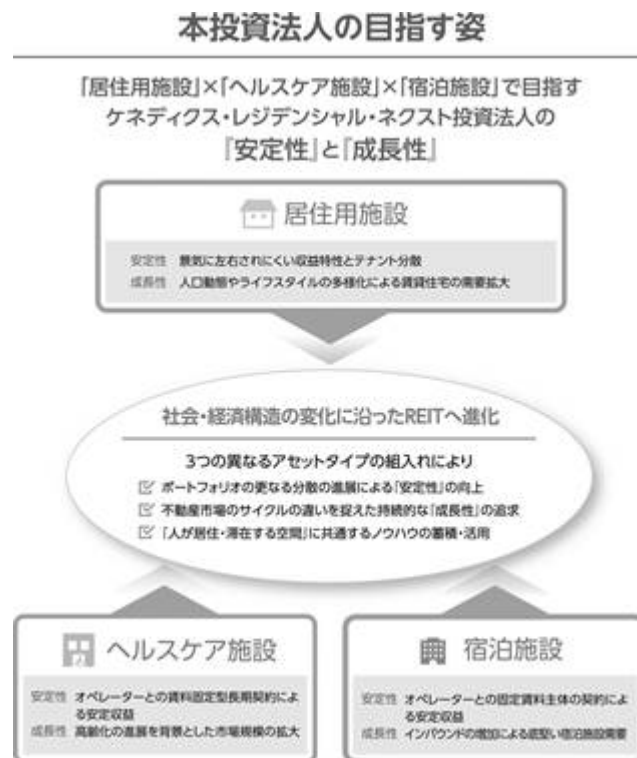 本投資法人の目指す姿
「居住用施設」×「ヘルスケア施設」×「宿泊施設」で目指す
ケネディクス・レジデンシャル・ネクスト投資法人の
『安定性』と『成長性』
居住用施設
安定性 景気に左右されにくい収益特性とテナント分散
成長性 人口動態やライフスタイルの多様化による賃貸住宅の需要拡大
社会・経済構造の変化に沿ったREITへ進化
3つの異なるアセットタイプの組入れにより
ポートフォリオの更なる分散の進展による「安定性」の向上
不動産市場のサイクルの違いを捉えた持続的な「成長性」の追求
「人が居住・滞在する空間」に共通するノウハウの蓄積・活用
ヘルスケア施設
安定性 オペレーターとの賃料固定型長期契約によ
る安定収益
成長性 高齢化の進展を背景とした市場規模の拡大
宿泊施設
安定性 オペレーターとの固定賃料主体の契約によ
る安定収益
成長性 インバウンドの増加による底堅い宿泊施設需要